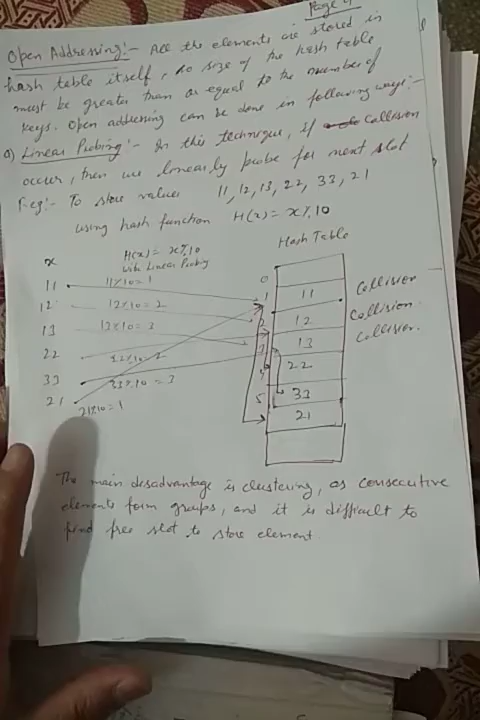 Page 4
Open Addressing:- All the elements are stored in
hash table itself, so size of the hash table
must be greater than or equal to the number of
keys. Open addressing can be done in following ways:-
a) Linear Probing:- In this technique, if collision
occur, then we linearly probe for next slot
F.eg:- To store values 11, 12, 13, 22, 33, 21
using hash function H(x) = x%10
Hash Table
x H(x) = x%10
with Linear Probing
0
11 11%10=1 1 11 Collision
12 12%10=2 2 12 Collision.
13 13%10=3 3 13 Collision.
22 22%10=2 4 22
33 33%10=3 5 33
21 21%10=1 21
The main disadvantage is clustering, as consecutive
elements form groups, and it is difficult to
find free slot to store element.